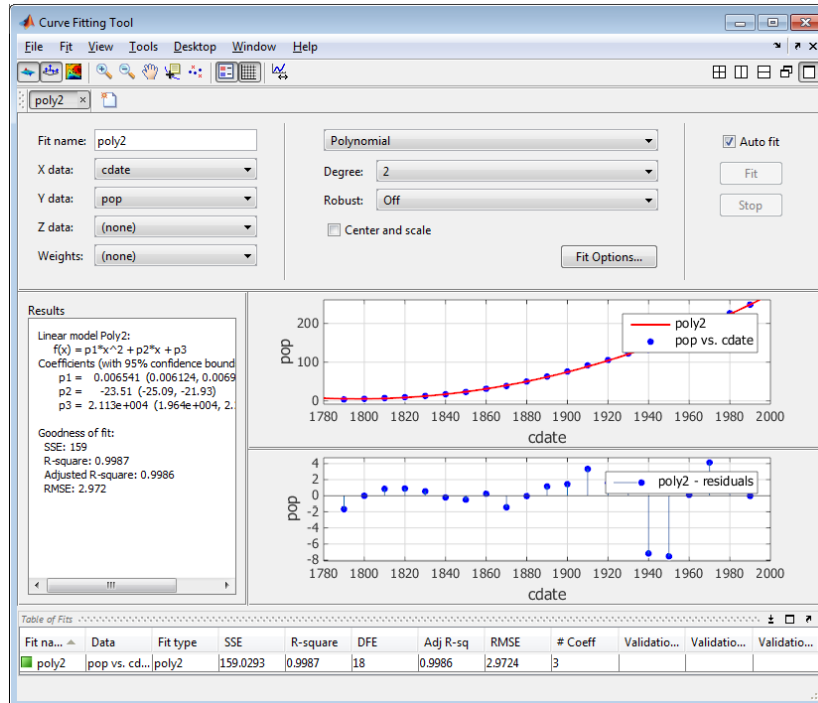 Curve Fitting Tool
File Fit View Tools Desktop Window Help
poly2
Fit name: poly2
X data: cdate
Y data: pop
Z data: (none)
Weights: (none)
Polynomial
Degree: 2
Robust: Off
Center and scale
Fit Options...
Auto fit
Fit
Stop
Results
Linear model Poly2:
f(x) = p1*x^2 + p2*x + p3
Coefficients (with 95% confidence bound
p1 = 0.006541 (0.006124, 0.0069
p2 = -23.51 (-25.09, -21.93)
p3 = 2.113e+004 (1.964e+004, 2.
Goodness of fit:
SSE: 159
R-square: 0.9987
Adjusted R-square: 0.9986
RMSE: 2.972
200
100
0
pop
poly2
pop vs. cdate
1780 1800 1820 1840 1860 1880 1900 1920 1940 1960 1980 2000
cdate
4
2
0
-2
-4
-6
-8
pop
poly2 - residuals
1780 1800 1820 1840 1860 1880 1900 1920 1940 1960 1980 2000
cdate
Table of Fits
Fit na... Data Fit type SSE R-square DFE Adj R-sq RMSE # Coeff Validatio... Validatio... Validatio...
poly2 pop vs. cd... poly2 159.0293 0.9987 18 0.9986 2.9724 3